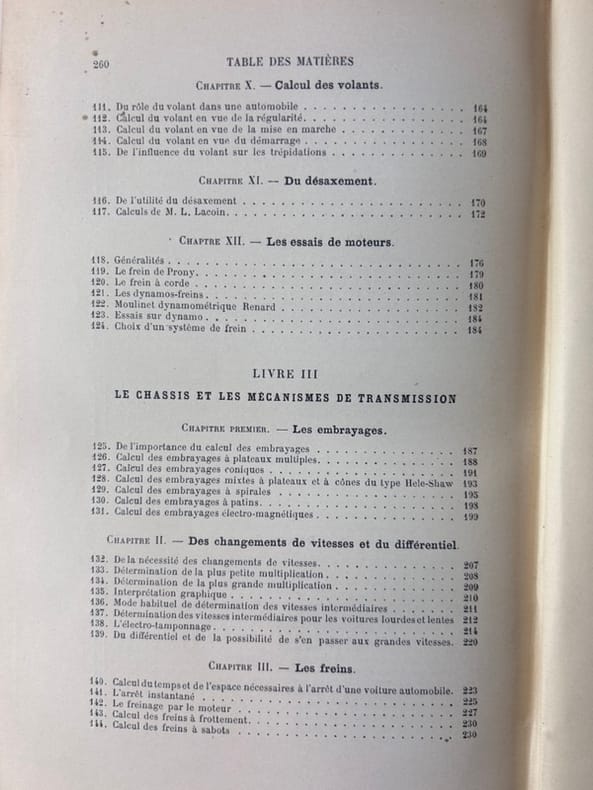 260 TABLE DES MATIÈRES
CHAPITRE X. — Calcul des volants.
111. Du rôle du volant dans une automobile . . . . . . . . . . . . 164
112. Calcul du volant en vue de la régularité. . . . . . . . . . . . 164
113. Calcul du volant en vue de la mise en marche . . . . . . . . . 167
114. Calcul du volant en vue du démarrage . . . . . . . . . . . . 168
115. De l'influence du volant sur les trépidations . . . . . . . . . . 169
CHAPITRE XI. — Du désaxement.
116. De l'utilité du désaxement . . . . . . . . . . . . . . . . 170
117. Calculs de M. L. Lacoin. . . . . . . . . . . . . . . . . 172
CHAPTRE XII. — Les essais de moteurs.
118. Généralités . . . . . . . . . . . . . . . . . . . . . 176
119. Le frein de Prony. . . . . . . . . . . . . . . . . . . 179
120. Le frein à corde . . . . . . . . . . . . . . . . . . . 180
121. Les dynamos-freins . . . . . . . . . . . . . . . . . . 181
122. Moulinet dynamométrique Renard . . . . . . . . . . . . . 182
123. Essais sur dynamo . . . . . . . . . . . . . . . . . . 184
124. Choix d'un système de frein . . . . . . . . . . . . . . . 184
LIVRE III
LE CHASSIS ET LES MÉCANISMES DE TRANSMISSION
CHAPITRE PREMIER. — Les embrayages.
125. De l'importance du calcul des embrayages . . . . . . . . . . 187
126. Calcul des embrayages à plateaux multiples. . . . . . . . . . 188
127. Calcul des embrayages coniques . . . . . . . . . . . . . 191
128. Calcul des embrayages mixtes à plateaux et à cônes du type Hele-Shaw 193
129. Calcul des embrayages à spirales . . . . . . . . . . . . . 195
130. Calcul des embrayages à patins . . . . . . . . . . . . . . 198
131. Calcul des embrayages électro-magnétiques . . . . . . . . . . 199
CHAPITRE II. — Des changements de vitesses et du différentiel.
132. De la nécessité des changements de vitesses. . . . . . . . . . 207
133. Détermination de la plus petite multiplication . . . . . . . . . 208
134. Détermination de la plus grande multiplication . . . . . . . . 209
135. Interprétation graphique . . . . . . . . . . . . . . . . 210
136. Mode habituel de détermination des vitesses intermédiaires . . . . 211
137. Détermination des vitesses intermédiaires pour les voitures lourdes et lentes 212
138. L'électro-tamponnage . . . . . . . . . . . . . . . . . 214
139. Du différentiel et de la possibilité de s'en passer aux grandes vitesses. 220
CHAPITRE III. — Les freins.
140. Calcul du temps et de l'espace nécessaires à l'arrêt d'une voiture automobile. 223
141. L'arrêt instantané . . . . . . . . . . . . . . . . . . 225
142. Le freinage par le moteur . . . . . . . . . . . . . . . 227
143. Calcul des freins à frottement. . . . . . . . . . . . . . . 230
144. Calcul des freins à sabots . . . . . . . . . . . . . . . 230